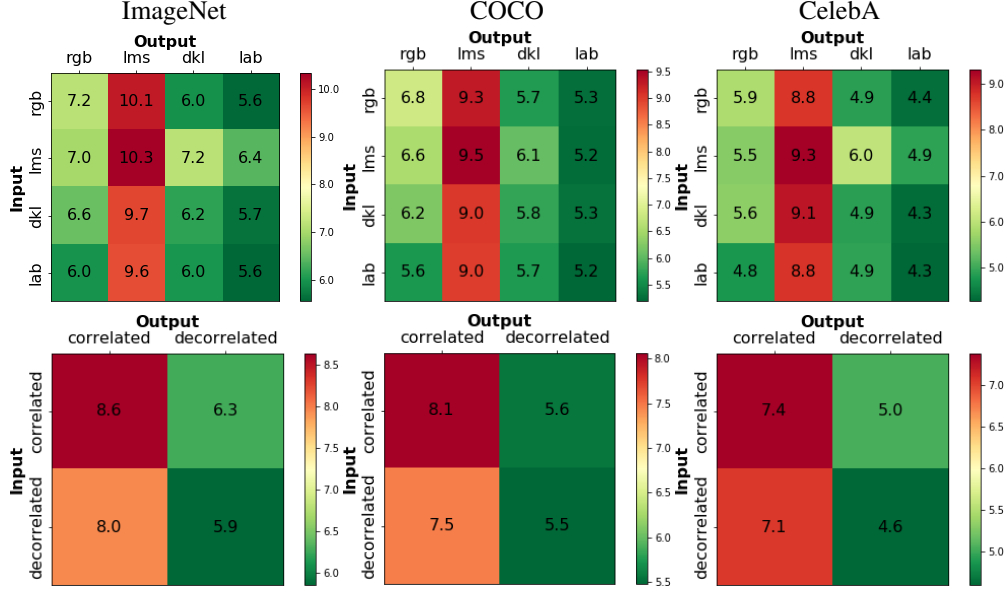 ImageNet
COCO
CelebA
Output
rgb lms dkl lab
Input
rgb 7.2 10.1 6.0 5.6
lms 7.0 10.3 7.2 6.4
dkl 6.6 9.7 6.2 5.7
lab 6.0 9.6 6.0 5.6
10.0
9.0
8.0
7.0
6.0
Output
rgb lms dkl lab
Input
6.8 9.3 5.7 5.3
6.6 9.5 6.1 5.2
6.2 9.0 5.8 5.3
5.6 9.0 5.7 5.2
rgb
lms
dkl
lab
9.5
9.0
8.5
8.0
7.5
7.0
6.5
6.0
5.5
Output
rgb lms dkl lab
Input
rgb 5.9 8.8 4.9 4.4
lms 5.5 9.3 6.0 4.9
dkl 5.6 9.1 4.9 4.3
lab 4.8 8.8 4.9 4.3
9.0
8.0
7.0
6.0
5.0
Output
correlated decorrelated
Input
correlated 8.6 6.3
decorrelated 8.0 5.9
8.5
8.0
7.5
7.0
6.5
6.0
Output
correlated decorrelated
Input
correlated 8.1 5.6
decorrelated 7.5 5.5
8.0
7.5
7.0
6.5
6.0
5.5
Output
correlated decorrelated
Input
correlated 7.4 5.0
decorrelated 7.1 4.6
7.0
6.5
6.0
5.5
5.0